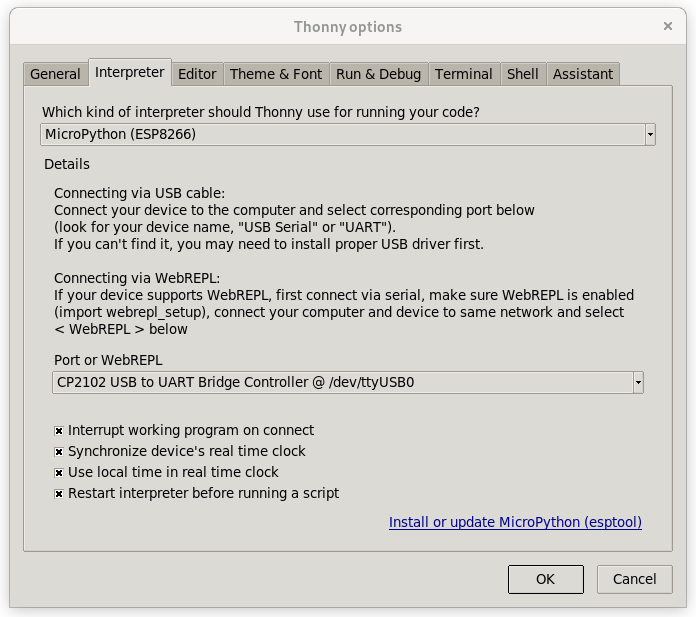 Thonny options
General Interpreter Editor Theme & Font Run & Debug Terminal Shell Assistant
Which kind of interpreter should Thonny use for running your code?
MicroPython (ESP8266)
Details
Connecting via USB cable:
Connect your device to the computer and select corresponding port below
(look for your device name, "USB Serial" or "UART").
If you can't find it, you may need to install proper USB driver first.
Connecting via WebREPL:
If your device supports WebREPL, first connect via serial, make sure WebREPL is enabled
(import webrepl_setup), connect your computer and device to same network and select
< WebREPL > below
Port or WebREPL
CP2102 USB to UART Bridge Controller @ /dev/ttyUSB0
Interrupt working program on connect
Synchronize device's real time clock
Use local time in real time clock
Restart interpreter before running a script
Install or update MicroPython (esptool)
OK Cancel